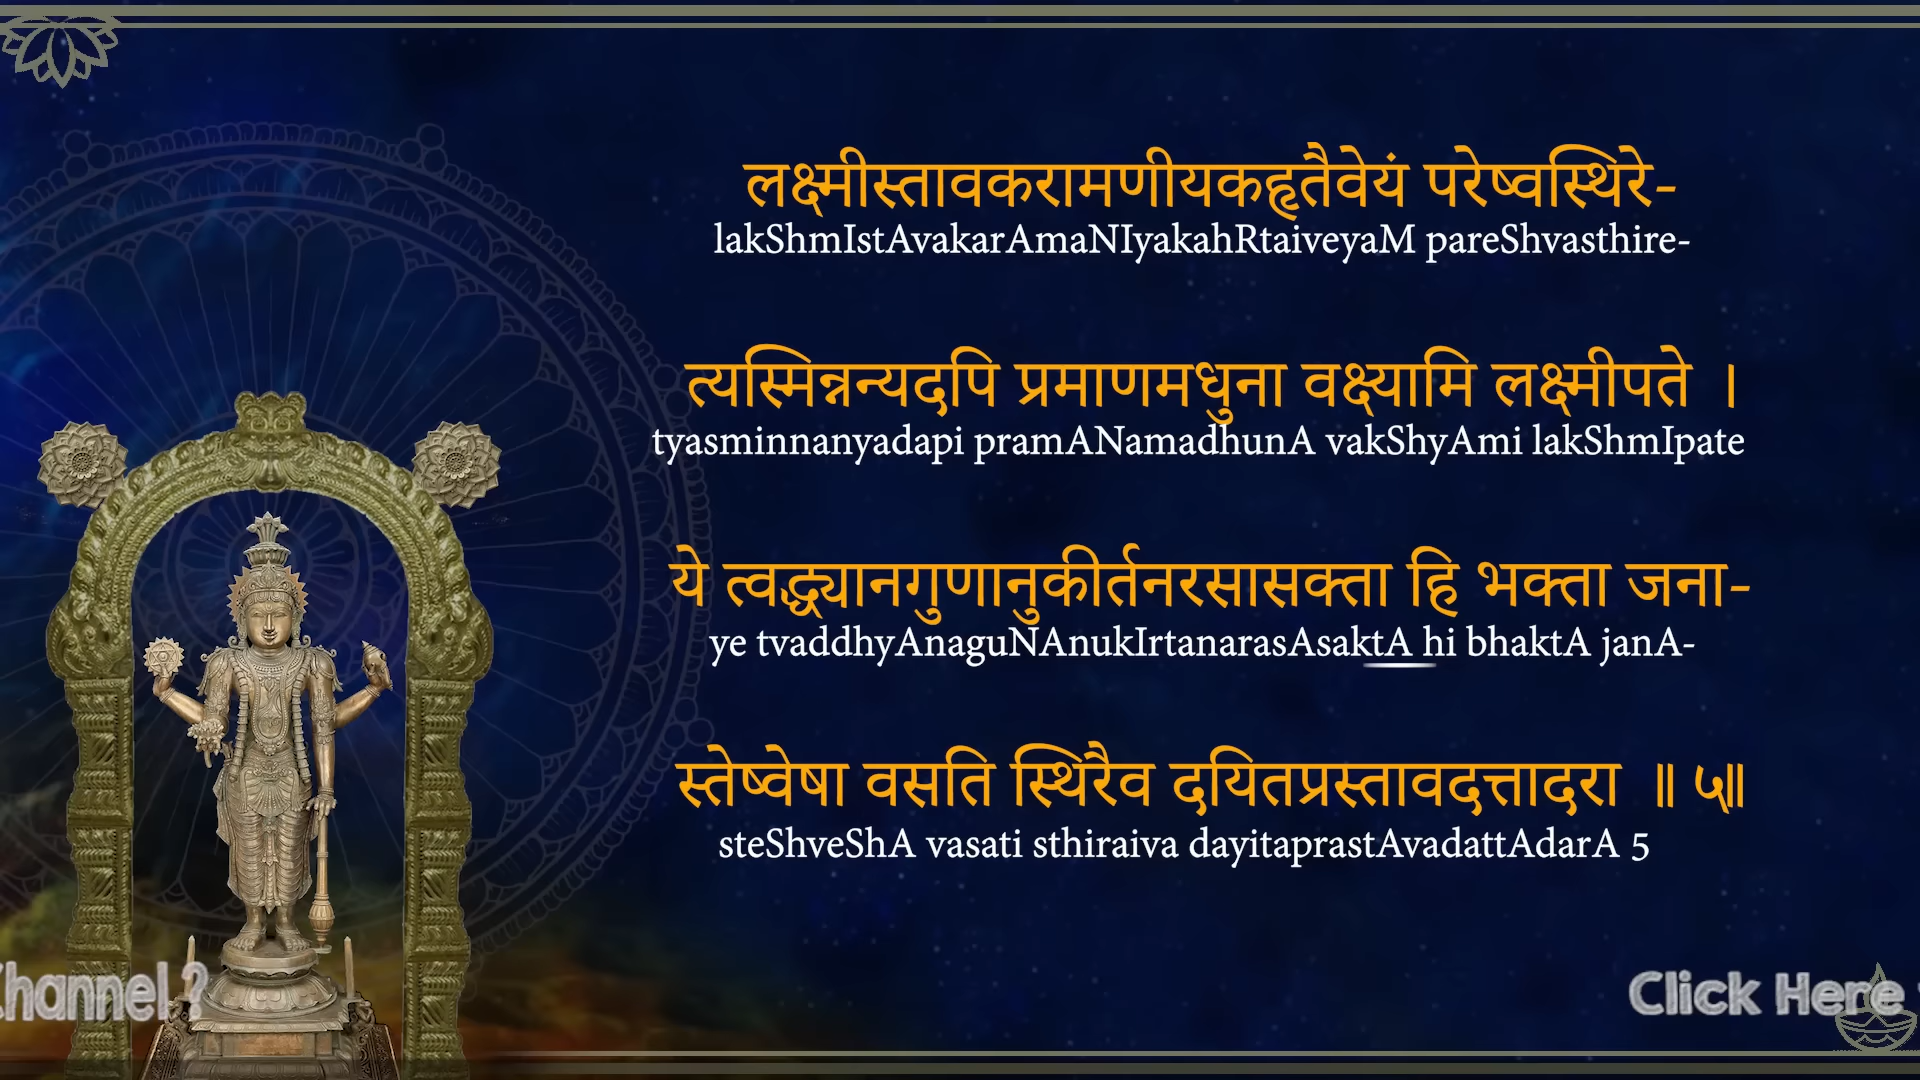 लक्ष्मीस्तावकरामणीयकहृतैवेयं परेष्वस्थिरे-
lakShmIstAvakarAmaNIyakahRtaiveyaM pareShvasthire-
त्यस्मिन्नन्यदपि प्रमाणमधुना वक्ष्यामि लक्ष्मीपते ।
tyasminnanyadapi pramANamadhunA vakShyAmi lakShmIpate
ये त्वद्ध्यानगुणानुकीर्तनरसासक्ता हि भक्ता जना-
ye tvaddhyAnaguNAnukIrtanarasAsaktA hi bhaktA janA-
स्तेष्वेषा वसति स्थिरैव दयितप्रस्तावदत्तादरा ॥ ५॥
steShveShA vasati sthiraiva dayitaprastAvadattAdarA 5
Channel ?
Click Here